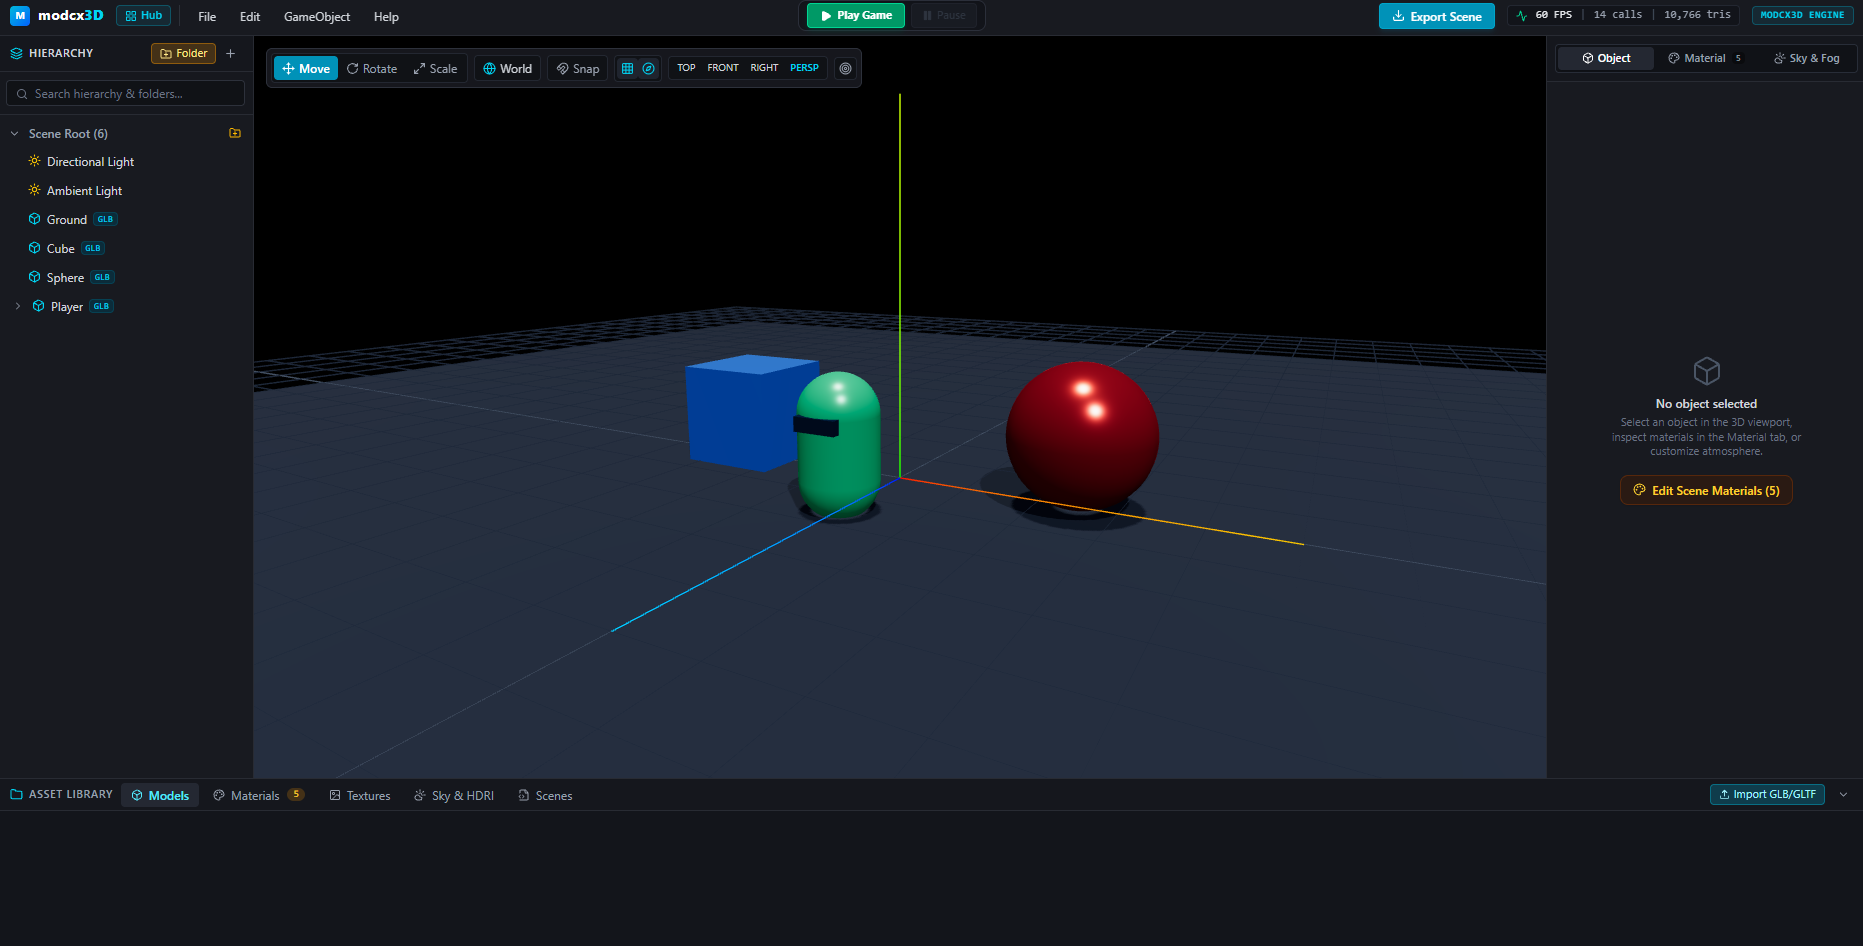 M modcx3D Hub File Edit GameObject Help Play Game Pause Export Scene 60 FPS | 14 calls | 10,766 tris MODCX3D ENGINE
HIERARCHY Folder +
Search hierarchy & folders...
Scene Root (6)
Directional Light
Ambient Light
Ground GLB
Cube GLB
Sphere GLB
Player GLB
Move Rotate Scale World Snap TOP FRONT RIGHT PERSP
Object Material 5 Sky & Fog
No object selected
Select an object in the 3D viewport,
inspect materials in the Material tab, or
customize atmosphere.
Edit Scene Materials (5)
ASSET LIBRARY Models Materials 5 Textures Sky & HDRI Scenes Import GLB/GLTF